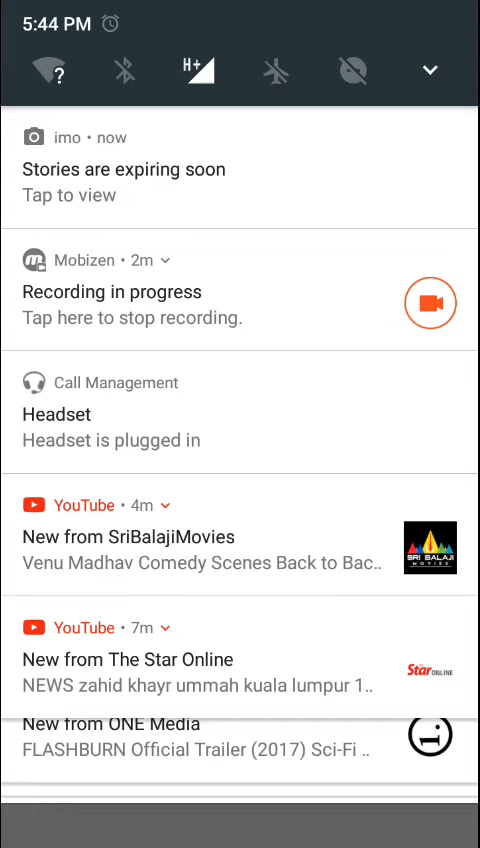 5:44 PM
?
H+
imo • now
Stories are expiring soon
Tap to view
Mobizen • 2m
Recording in progress
Tap here to stop recording.
Call Management
Headset
Headset is plugged in
YouTube • 4m
New from SriBalajiMovies
Venu Madhav Comedy Scenes Back to Bac..
SRI BALAJI
MOVIES
YouTube • 7m
New from The Star Online
NEWS zahid khayr ummah kuala lumpur 1..
The Star ONLINE
New from ONE Media
FLASHBURN Official Trailer (2017) Sci-Fi ..
1